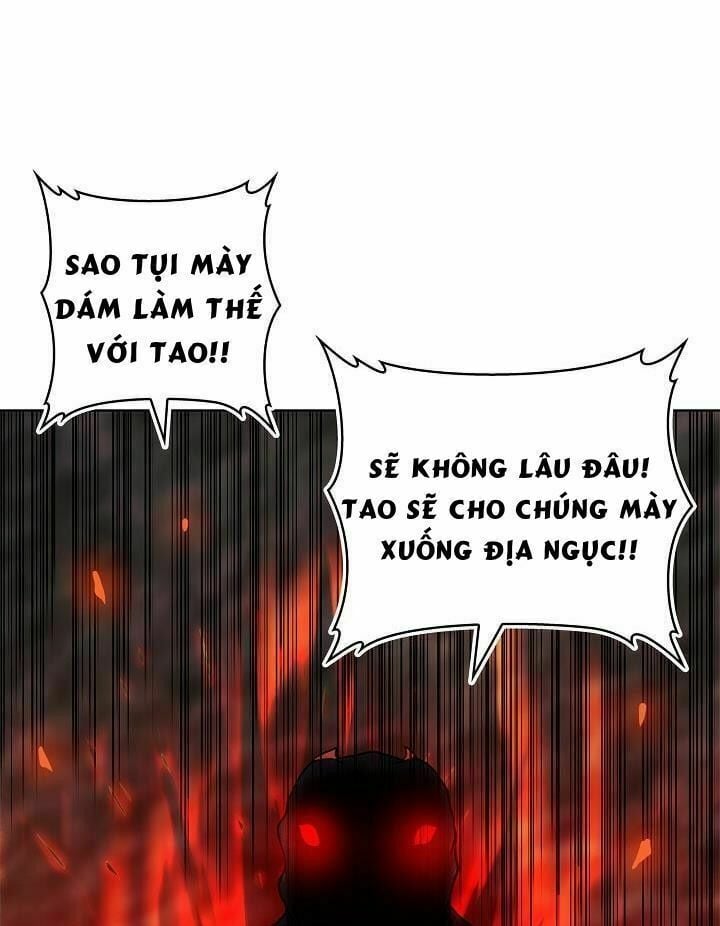 SAO TỤI MÀY
DÁM LÀM THẾ
VỚI TAO!!
SẼ KHÔNG LÂU ĐÂU!
TAO SẼ CHO CHÚNG MÀY
XUỐNG ĐỊA NGỤC!!